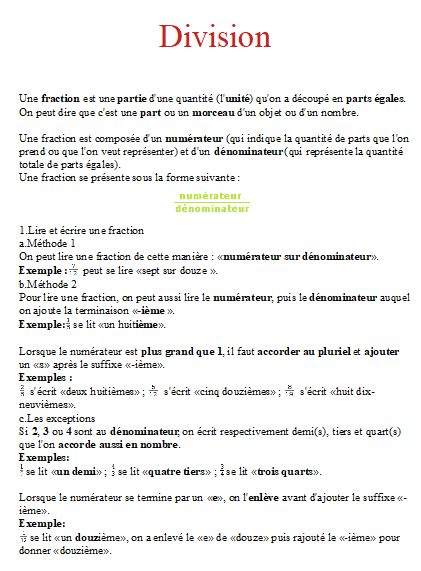 Division
Une fraction est une partie d'une quantité (l'unité) qu'on a découpé en parts égales.
On peut dire que c'est une part ou un morceau d'un objet ou d'un nombre.
Une fraction est composée d'un numérateur (qui indique la quantité de parts que l'on
prend ou que l'on veut représenter) et d'un dénominateur (qui représente la quantité
totale de parts égales).
Une fraction se présente sous la forme suivante :
numérateur
dénominateur
1.Lire et écrire une fraction
a.Méthode 1
On peut lire une fraction de cette manière : «numérateur sur dénominateur».
Exemple : 7/12 peut se lire «sept sur douze ».
b.Méthode 2
Pour lire une fraction, on peut aussi lire le numérateur, puis le dénominateur auquel
on ajoute la terminaison «-ième ».
Exemple: 1/8 se lit «un huitième».
Lorsque le numérateur est plus grand que 1, il faut accorder au pluriel et ajouter
un «s» après le suffixe «-ième».
Exemples :
2/8 s'écrit «deux huitièmes» ; 5/12 s'écrit «cinq douzièmes» ; 8/19 s'écrit «huit dix-
neuvièmes».
c.Les exceptions
Si 2, 3 ou 4 sont au dénominateur, on écrit respectivement demi(s), tiers et quart(s)
que l'on accorde aussi en nombre.
Exemples:
1/2 se lit «un demi» ; 4/3 se lit «quatre tiers» ; 3/4 se lit «trois quarts».
Lorsque le numérateur se termine par un «e», on l'enlève avant d'ajouter le suffixe «-
ième».
Exemple:
1/12 se lit «un douzième», on a enlevé le «e» de «douze» puis rajouté le «-ième» pour
donner «douzième».